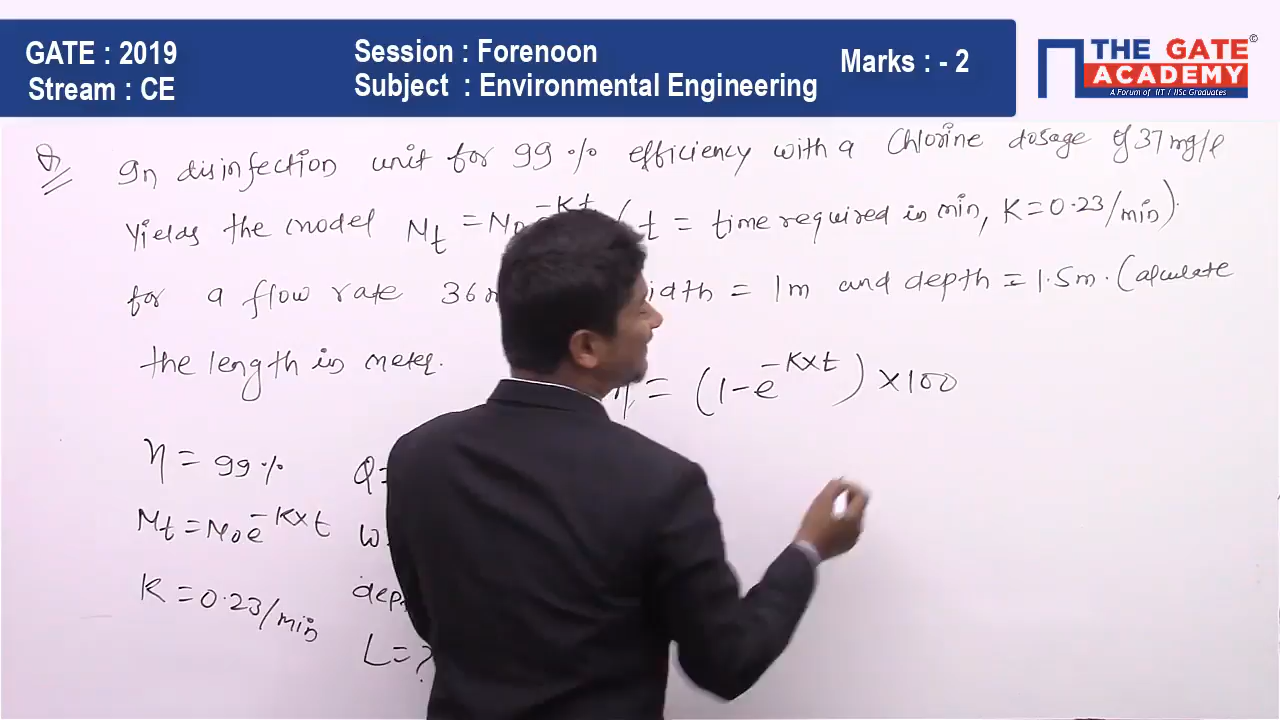 GATE : 2019
Stream : CE
Session : Forenoon
Subject : Environmental Engineering
Marks : - 2
THE GATE ACADEMY
©
A Forum of IIT / IISc Graduates
Q. In disinfection unit for 99 % efficiency with a Chlorine dosage of 37 mg/l
Yields the model Nt = N0 e^-Kt (t = time required in min, K = 0.23/min).
for a flow rate 36 = 1m and depth = 1.5m. Calculate
the length in meter.
η = (1 - e^-K×t) × 100
η = 99 %
Nt = N0 e^-K×t
K = 0.23/min
Q =
w
dep
L = ?